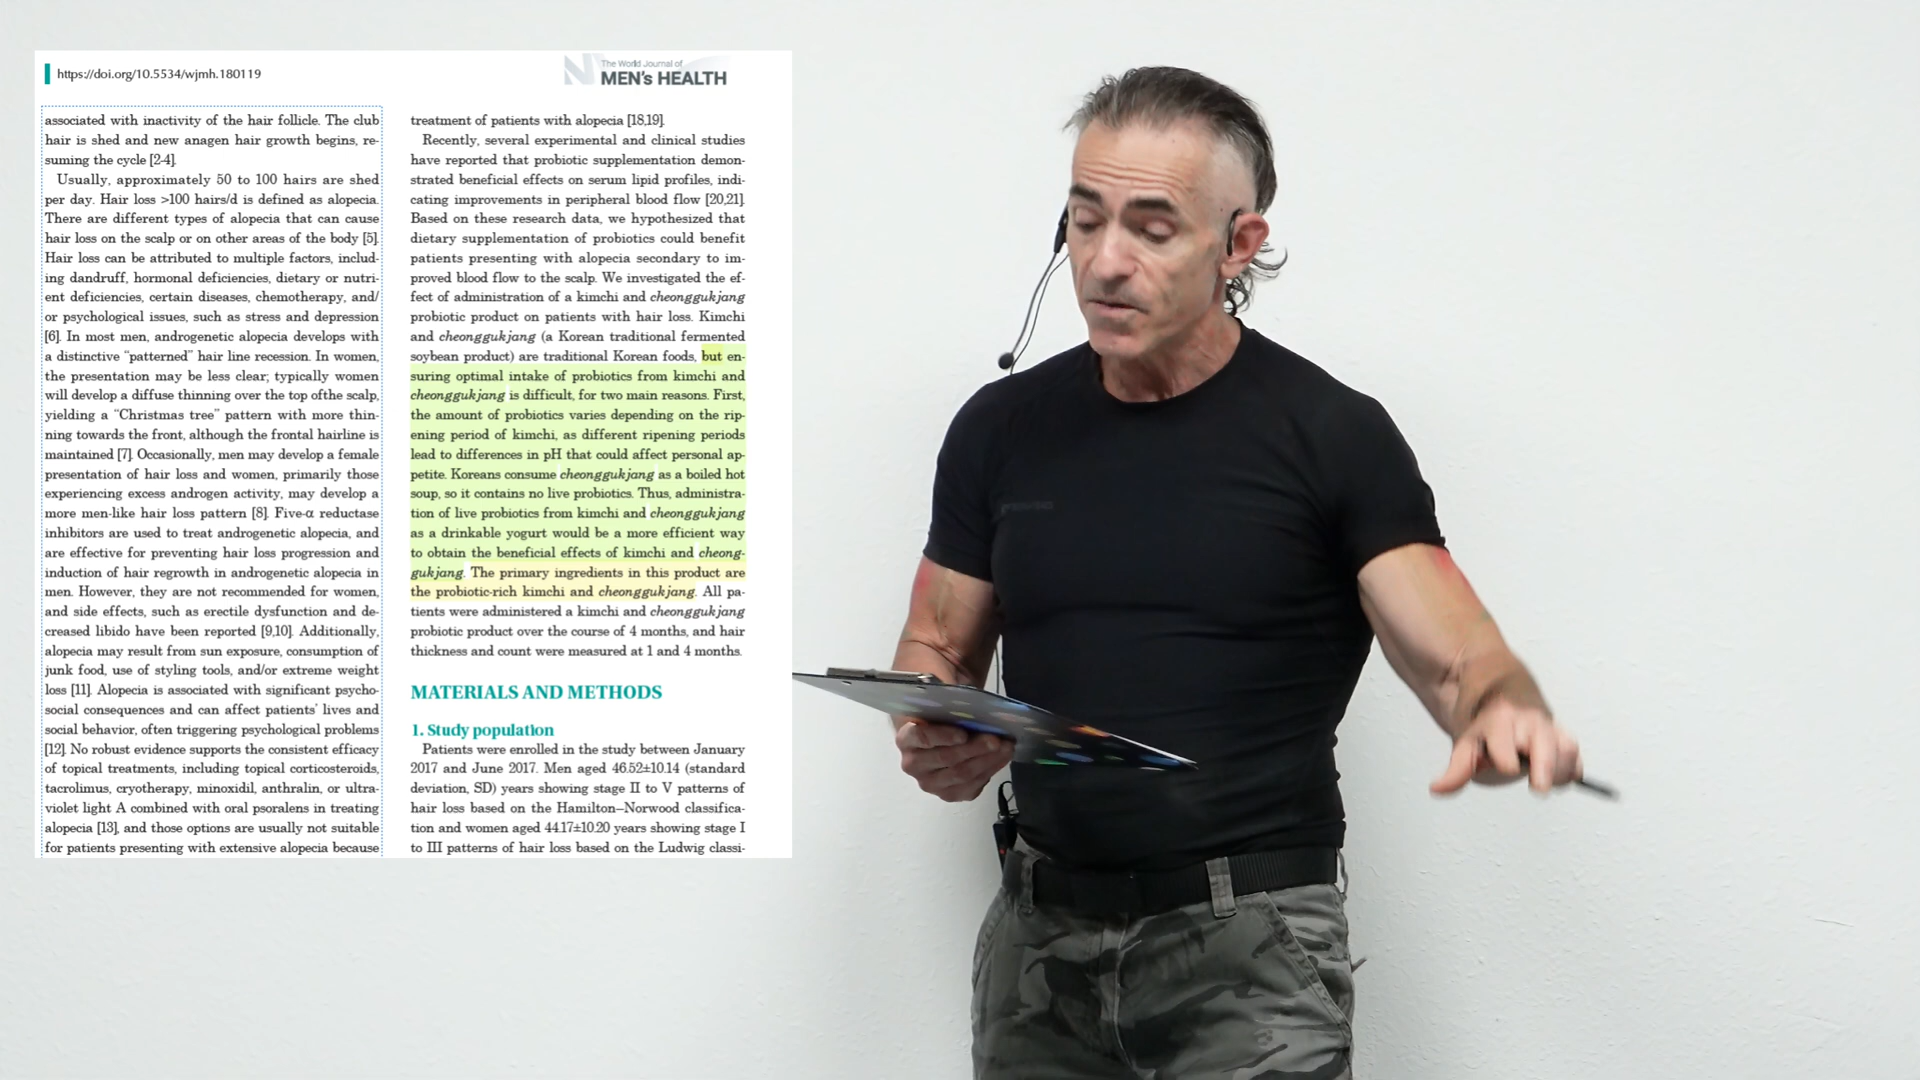 https://doi.org/10.5534/wjmh.180119
The World Journal of
MEN's HEALTH
associated with inactivity of the hair follicle. The club
hair is shed and new anagen hair growth begins, re-
suming the cycle [2-4].
Usually, approximately 50 to 100 hairs are shed
per day. Hair loss >100 hairs/d is defined as alopecia.
There are different types of alopecia that can cause
hair loss on the scalp or on other areas of the body [5].
Hair loss can be attributed to multiple factors, includ-
ing dandruff, hormonal deficiencies, dietary or nutri-
ent deficiencies, certain diseases, chemotherapy, and/
or psychological issues, such as stress and depression
[6]. In most men, androgenetic alopecia develops with
a distinctive “patterned” hair line recession. In women,
the presentation may be less clear; typically women
will develop a diffuse thinning over the top ofthe scalp,
yielding a “Christmas tree” pattern with more thin-
ning towards the front, although the frontal hairline is
maintained [7]. Occasionally, men may develop a female
presentation of hair loss and women, primarily those
experiencing excess androgen activity, may develop a
more men-like hair loss pattern [8]. Five-α reductase
inhibitors are used to treat androgenetic alopecia, and
are effective for preventing hair loss progression and
induction of hair regrowth in androgenetic alopecia in
men. However, they are not recommended for women,
and side effects, such as erectile dysfunction and de-
creased libido have been reported [9,10]. Additionally,
alopecia may result from sun exposure, consumption of
junk food, use of styling tools, and/or extreme weight
loss [11]. Alopecia is associated with significant psycho-
social consequences and can affect patients’ lives and
social behavior, often triggering psychological problems
[12]. No robust evidence supports the consistent efficacy
of topical treatments, including topical corticosteroids,
tacrolimus, cryotherapy, minoxidil, anthralin, or ultra-
violet light A combined with oral psoralens in treating
alopecia [13], and those options are usually not suitable
for patients presenting with extensive alopecia because
treatment of patients with alopecia [18,19].
Recently, several experimental and clinical studies
have reported that probiotic supplementation demon-
strated beneficial effects on serum lipid profiles, indi-
cating improvements in peripheral blood flow [20,21].
Based on these research data, we hypothesized that
dietary supplementation of probiotics could benefit
patients presenting with alopecia secondary to im-
proved blood flow to the scalp. We investigated the ef-
fect of administration of a kimchi and cheonggukjang
probiotic product on patients with hair loss. Kimchi
and cheonggukjang (a Korean traditional fermented
soybean product) are traditional Korean foods, but en-
suring optimal intake of probiotics from kimchi and
cheonggukjang is difficult, for two main reasons. First,
the amount of probiotics varies depending on the rip-
ening period of kimchi, as different ripening periods
lead to differences in pH that could affect personal ap-
petite. Koreans consume cheonggukjang as a boiled hot
soup, so it contains no live probiotics. Thus, administra-
tion of live probiotics from kimchi and cheonggukjang
as a drinkable yogurt would be a more efficient way
to obtain the beneficial effects of kimchi and cheong-
gukjang. The primary ingredients in this product are
the probiotic-rich kimchi and cheonggukjang. All pa-
tients were administered a kimchi and cheonggukjang
probiotic product over the course of 4 months, and hair
thickness and count were measured at 1 and 4 months.
MATERIALS AND METHODS
1. Study population
Patients were enrolled in the study between January
2017 and June 2017. Men aged 46.52±10.14 (standard
deviation, SD) years showing stage II to V patterns of
hair loss based on the Hamilton–Norwood classifica-
tion and women aged 44.17±10.20 years showing stage I
to III patterns of hair loss based on the Ludwig classi-